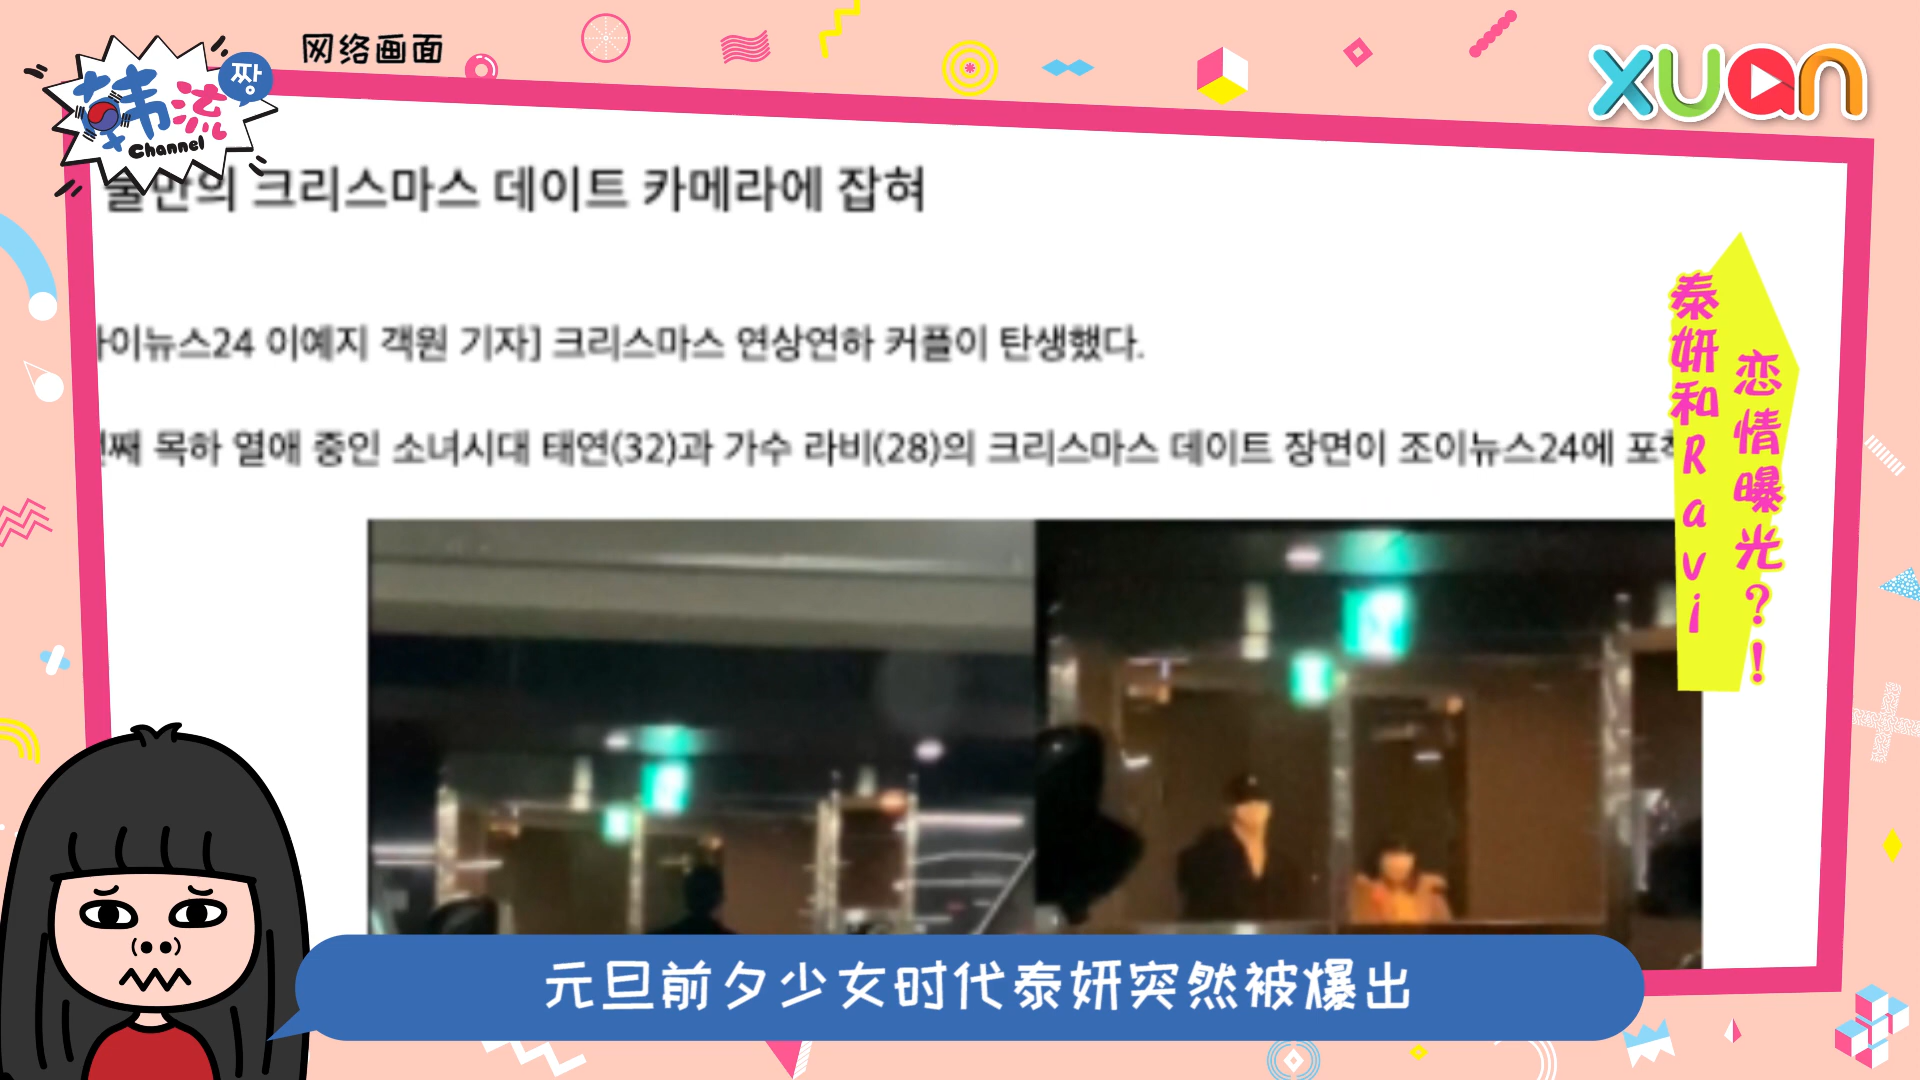 网络画面
韩流
짱
Channel
xuan
물만의 크리스마스 데이트 카메라에 잡혀
이뉴스24 이예지 객원 기자] 크리스마스 연상연하 커플이 탄생했다.
째 목하 열애 중인 소녀시대 태연(32)과 가수 라비(28)의 크리스마스 데이트 장면이 조이뉴스24에
泰妍和Ravi
恋情曝光?!
元旦前夕少女时代泰妍突然被爆出